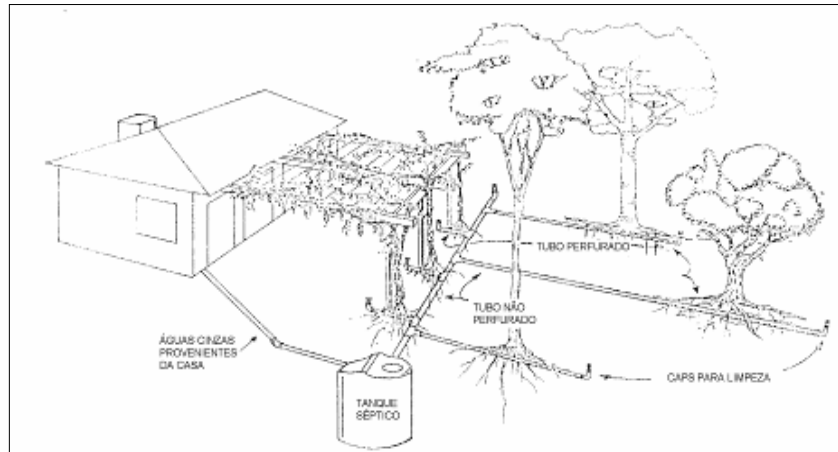 TUBO PERFURADO
TUBO NÃO
PERFURADO
ÁGUAS CINZAS
PROVENIENTES
DA CASA
CAPS PARA LIMPEZA
TANQUE
SÉPTICO